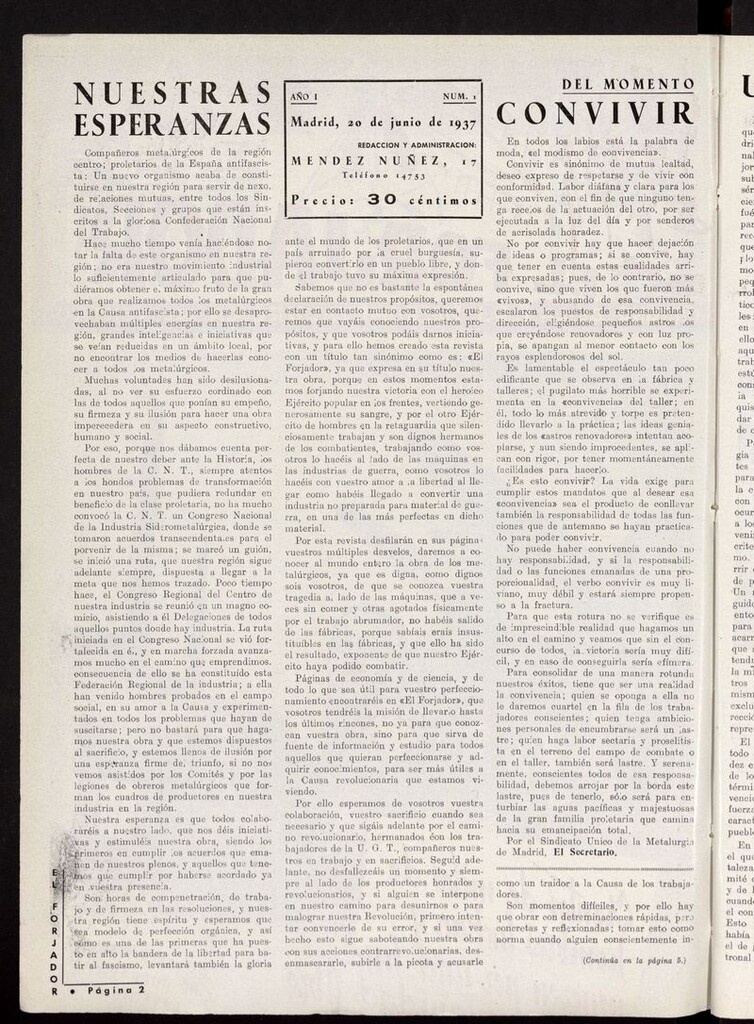 NUESTRAS
ESPERANZAS
Compañeros metalúrgicos de la región
centro; proletarios de la España antifascis-
ta: Un nuevo organismo acaba de consti-
tuirse en nuestra región para servir de nexo,
de relaciones mutuas, entre todos los Sin-
dicatos, Secciones y grupos que están ins-
critos a la gloriosa Confederación Nacional
del Trabajo.
Hace mucho tiempo venía haciéndose no-
tar la falta de este organismo en nuestra re-
gión; no era nuestro movimiento industrial
lo suficientemente articulado para que pu-
diéramos obtener el máximo fruto de la gran
obra que realizamos todos los metalúrgicos
en la Causa antifascista; por ello se desapro-
vechaban múltiples energías en nuestra re-
gión, grandes inteligencias e iniciativas que
se veían reducidas en un ámbito local, por
no encontrar los medios de hacerlas cono-
cer a todos los metalúrgicos.
Muchas voluntades han sido desilusiona-
das, al no ver su esfuerzo cordinado con
las de todos aquellos que ponían su empeño,
su firmeza y su ilusión para hacer una obra
imperecedera en su aspecto constructivo,
humano y social.
Por eso, porque nos dábamos cuenta per-
fecta de nuestro deber ante la Historia, los
hombres de la C. N. T., siempre atentos
a los hondos problemas de transformación
en nuestro país, que pudiera redundar en
beneficio de la clase proletaria, no ha mucho
convocó la C. N. T. un Congreso Nacional
de la Industria Siderometalúrgica, donde se
tomaron acuerdos transcendentales para el
porvenir de la misma; se marcó un guión,
se inició una ruta, que nuestra región sigue
adelante siempre, dispuesta a llegar a la
meta que nos hemos trazado. Poco tiempo
hace, el Congreso Regional del Centro de
nuestra industria se reunió en un magno co-
micio, asistiendo a él Delegaciones de todos
aquellos puntos donde hay industria. La ruta
iniciada en el Congreso Nacional se vió for-
talecida en él, y en marcha forzada avanza-
mos mucho en el camino que emprendimos.
consecuencia de ello se ha constituído esta
Federación Regional de la industria; a ella
han venido hombres probados en el campo
social, en su amor a la Causa y experimen-
tados en todos los problemas que hayan de
suscitarse; pero no bastará para que haga-
mos nuestra obra y que estemos dispuestos
al sacrificio, y estemos llenos de ilusión por
una esperanza firme del triunfo, si no nos
vemos asistidos por los Comités y por las
legiones de obreros metalúrgicos que for-
man los cuadros de productores en nuestra
industria en la región.
Nuestra esperanza es que todos colabo-
raréis a nuestro lado, que nos déis iniciati-
vas y estimuléis nuestra obra, siendo los
primeros en cumplir los acuerdos que ema-
nen de nuestros plenos, y aquellos que tene-
mos que cumplir por haberse acordado ya
en vuestra presencia.
Son horas de compenetración, de traba-
jo y de firmeza en las resoluciones, y nues-
tra región tiene espíritu y esperamos que
sea modelo de perfección orgánica, y así
como es una de las primeras que ha pues-
to en alto la bandera de la libertad para ba-
tir al fascismo, levantará también la gloria
AÑO I NUM. 1
Madrid, 20 de junio de 1937
REDACCION Y ADMINISTRACION:
MENDEZ NUÑEZ, 17
Teléfono 14753
Precio: 30 céntimos
ante el mundo de los proletarios, que en un
país arruinado por la cruel burguesía, su-
pieron convertirlo en un pueblo libre, y don-
de el trabajo tuvo su máxima expresión.
Sabemos que no es bastante la espontánea
declaración de nuestros propósitos, queremos
estar en contacto mutuo con vosotros, que-
remos que vayáis conociendo nuestros pro-
pósitos, y que vosotros podáis darnos inicia-
tivas, y para ello hemos creado esta revista
con un título tan sinónimo como es: «El
Forjador», ya que expresa en su título nues-
tra obra, porque en estos momentos esta-
mos forjando nuestra victoria con el heroico
Ejército popular en los frentes, vertiendo ge-
nerosamente su sangre, y por el otro Ejér-
cito de hombres en la retaguardia que silen-
ciosamente trabajan y son dignos hermanos
de los combatientes, trabajando como vos-
otros lo hacéis al lado de las maquinas en
las industrias de guerra, como vosotros lo
hacéis con vuestro amor a la libertad al lle-
gar como habéis llegado a convertir una
industria no preparada para material de gue-
rra, en una de las más perfectas en dicho
material.
Por esta revista desfilarán en sus páginas
vuestros múltiples desvelos, daremos a co-
nocer al mundo entero la obra de los me-
talúrgicos, ya que es digna, como dignos
sois vosotros, de que se conozca vuestra
tragedia al lado de las máquinas, que a ve-
ces sin comer y otras agotados físicamente
por el trabajo abrumador, no habéis salido
de las fábricas, porque sabíais erais insus-
tituíbles en las fábricas, y que ello ha sido
el resultado, exponente de que nuestro Ejér-
cito haya podido combatir.
Páginas de economía y de ciencia, y de
todo lo que sea útil para vuestro perfeccio-
namiento encontraréis en «El Forjador», que
vosotros tendréis la misión de llevarlo hasta
los últimos rincones, no ya para que conoz-
can vuestra obra, sino para que sirva de
fuente de información y estudio para todos
aquellos que quieran perfeccionarse y ad-
quirir conocimientos, para ser más útiles a
la Causa revolucionaria que estamos vi-
viendo.
Por ello esperamos de vosotros vuestra
colaboración, vuestro sacrificio cuando sea
necesario y que sigáis adelante por el cami-
no revolucionario, hermanados con los tra-
bajadores de la U. G. T., compañeros nues-
tros en trabajo y en sacrificios. Seguid ade-
lante, no desfallezcáis un momento y siem-
pre al lado de los productores honrados y
revolucionarios, y si alguien se interpone
en nuestro camino para desunirnos o para
malograr nuestra Revolución, primero inten-
tar convencerle de su error, y si una vez
hecho esto sigue saboteando nuestra obra
con sus acciones contrarrevolucionarias, des-
enmascararle, subirle a la picota y acusarle
DEL MOMENTO
CONVIVIR
En todos los labios está la palabra de
moda, «el modismo de convivencia».
Convivir es sinónimo de mutua lealtad,
deseo expreso de respetarse y de vivir con
conformidad. Labor diáfana y clara para los
que conviven, con el fin de que ninguno ten-
ga recelos de la actuación del otro, por ser
ejecutada a la luz del día y por senderos
de acrisolada honradez.
No por convivir hay que hacer dejación
de ideas o programas; si se convive, hay
que tener en cuenta estas cualidades arri-
ba expresadas; pues, de lo contrario, no se
convive, sino que viven los que fueron más
«vivos», y abusando de esa convivencia,
escalaron los puestos de responsabilidad y
dirección, eligiéndose pequeños astros los
que creyéndose renovadores y con luz pro-
pia, se apangan al menor contacto con los
rayos esplendorosos del sol.
Es lamentable el espectáculo tan poco
edificante que se observa en la fábrica y
talleres; el pugilato más horrible se experi-
menta en la «convivencia» del taller; en
él, todo lo más atrevido y torpe es preten-
dido llevarlo a la práctica; las ideas genia-
les de los «astros renovadores» intentan aco-
plarse, y aun siendo improcedentes, se apli-
can con rigor, por tener momentáneamente
facilidades para hacerlo.
¿Es esto convivir? La vida exige para
cumplir estos mandatos que al desear esa
«convivencia» sea el producto de conllevar
también la responsabilidad de todas las fun-
ciones que de antemano se hayan practica-
do para poder convivir.
No puede haber convivencia cuando no
hay responsabilidad, y si la responsabili-
dad o las funciones emanadas de una pro-
porcionalidad, el verbo convivir es muy li-
viano, muy débil y estará siempre propen-
so a la fractura.
Para que esta rotura no se verifique es
de imprescindible realidad que hagamos un
alto en el camino y veamos que sin el con-
curso de todos, la victoria sería muy difí-
cil, y en caso de conseguirla sería efímera.
Para consolidar de una manera rotunda
nuestros éxitos, tiene que ser una realidad
la convivencia; quien se oponga a ella no
le daremos cuartel en la fila de los traba-
jadores conscientes; quien tenga ambicio-
nes personales de encumbrarse será un las-
tre; quien haga labor sectaria y proselitis-
ta en el terreno del campo de combate o
en el taller, también será lastre. Y serena-
mente, conscientes todos de esa responsa-
bilidad, debemos arrojar por la borda este
lastre, pues de tenerlo, sólo será para en-
turbiar las aguas pacíficas y majestuosas
de la gran familia proletaria que camina
hacia su emancipación total.
Por el Sindicato Unico de la Metalurgia
de Madrid, El Secretario.
como un traidor a la Causa de los trabaja-
dores.
Son momentos difíciles, y por ello hay
que obrar con detreminaciones rápidas, pero
concretas y reflexionadas; tomar esto como
norma cuando alguien conscientemente in-
(Continúa en la página 5.)
EL FORJADOR
• Página 2